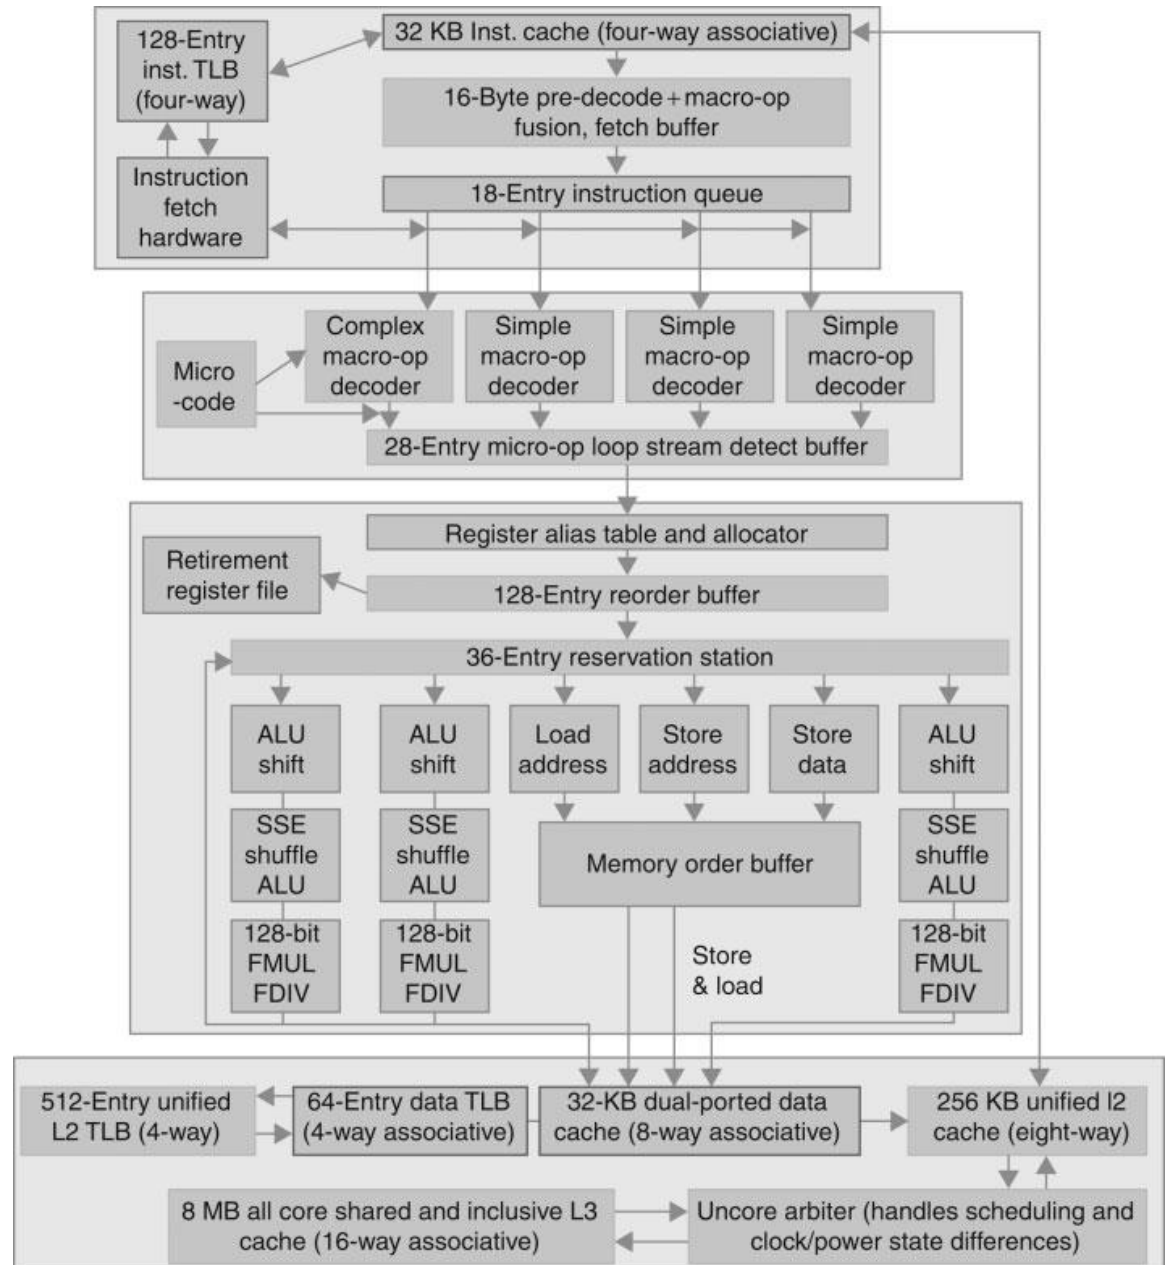 128-Entry
inst. TLB
(four-way)
32 KB Inst. cache (four-way associative)
16-Byte pre-decode+macro-op
fusion, fetch buffer
Instruction
fetch
hardware
18-Entry instruction queue
Micro
-code
Complex
macro-op
decoder
Simple
macro-op
decoder
Simple
macro-op
decoder
Simple
macro-op
decoder
28-Entry micro-op loop stream detect buffer
Register alias table and allocator
Retirement
register file
128-Entry reorder buffer
36-Entry reservation station
ALU
shift
ALU
shift
Load
address
Store
address
Store
data
ALU
shift
SSE
shuffle
ALU
SSE
shuffle
ALU
Memory order buffer
SSE
shuffle
ALU
128-bit
FMUL
FDIV
128-bit
FMUL
FDIV
Store
& load
128-bit
FMUL
FDIV
512-Entry unified
L2 TLB (4-way)
64-Entry data TLB
(4-way associative)
32-KB dual-ported data
cache (8-way associative)
256 KB unified l2
cache (eight-way)
8 MB all core shared and inclusive L3
cache (16-way associative)
Uncore arbiter (handles scheduling and
clock/power state differences)